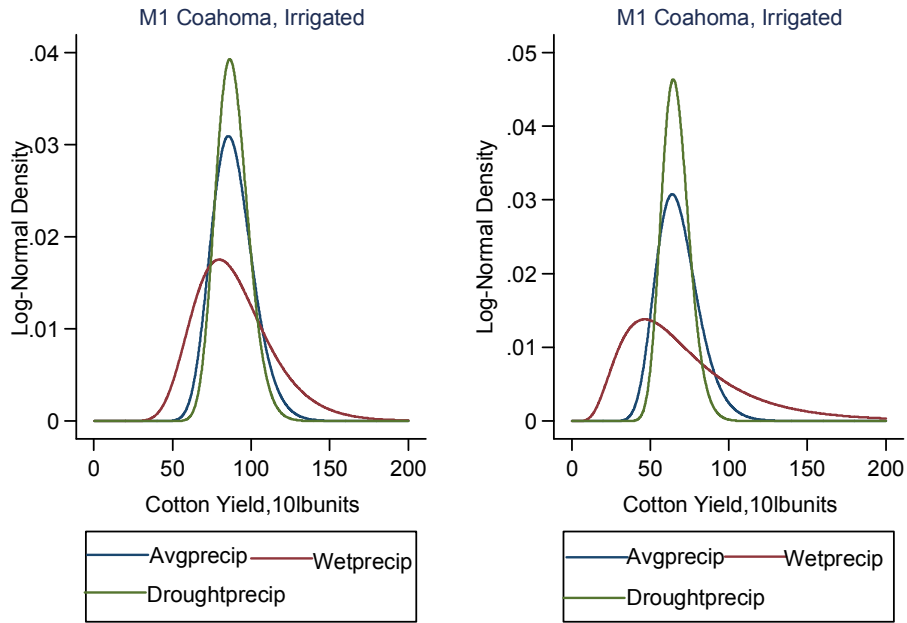 M1 Coahoma, Irrigated
.04
.03
.02
.01
0
Log-Normal Density
0 50 100 150 200
Cotton Yield,10lbunits
Avgprecip Wetprecip
Droughtprecip
M1 Coahoma, Irrigated
.05
.04
.03
.02
.01
0
Log-Normal Density
0 50 100 150 200
Cotton Yield,10lbunits
Avgprecip Wetprecip
Droughtprecip